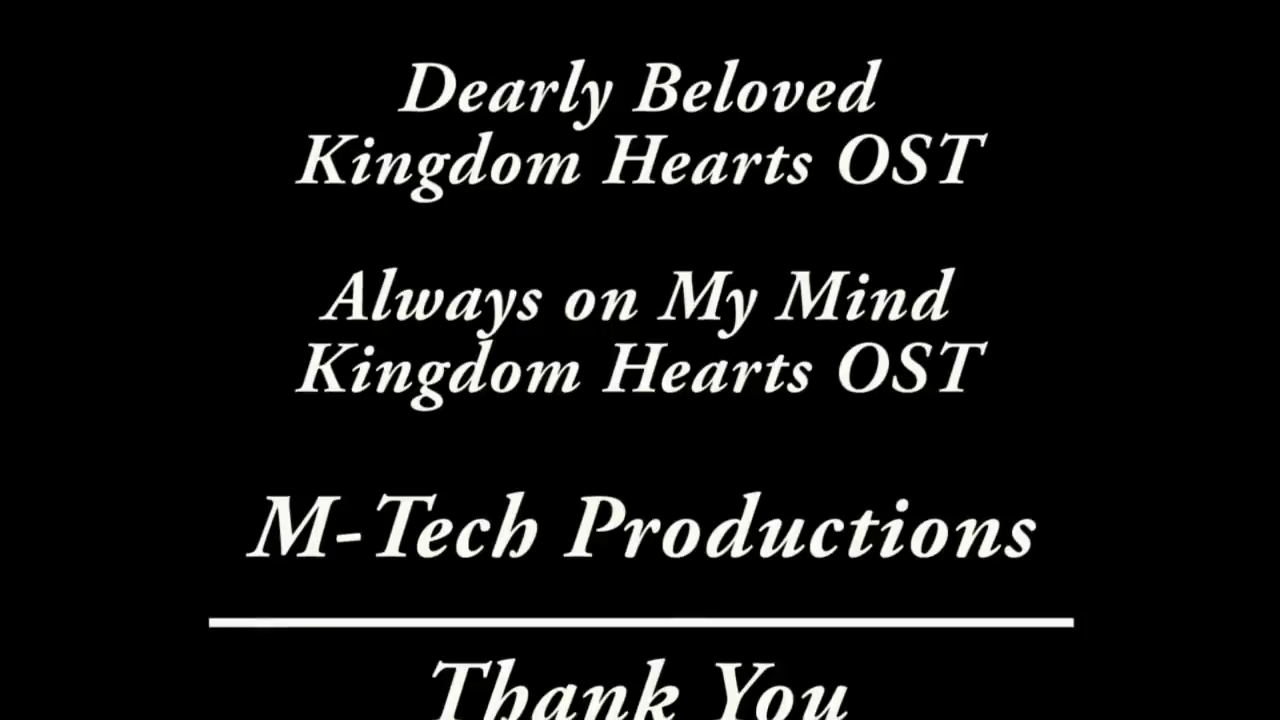 Dearly Beloved
Kingdom Hearts OST
Always on My Mind
Kingdom Hearts OST
M-Tech Productions
Thank You